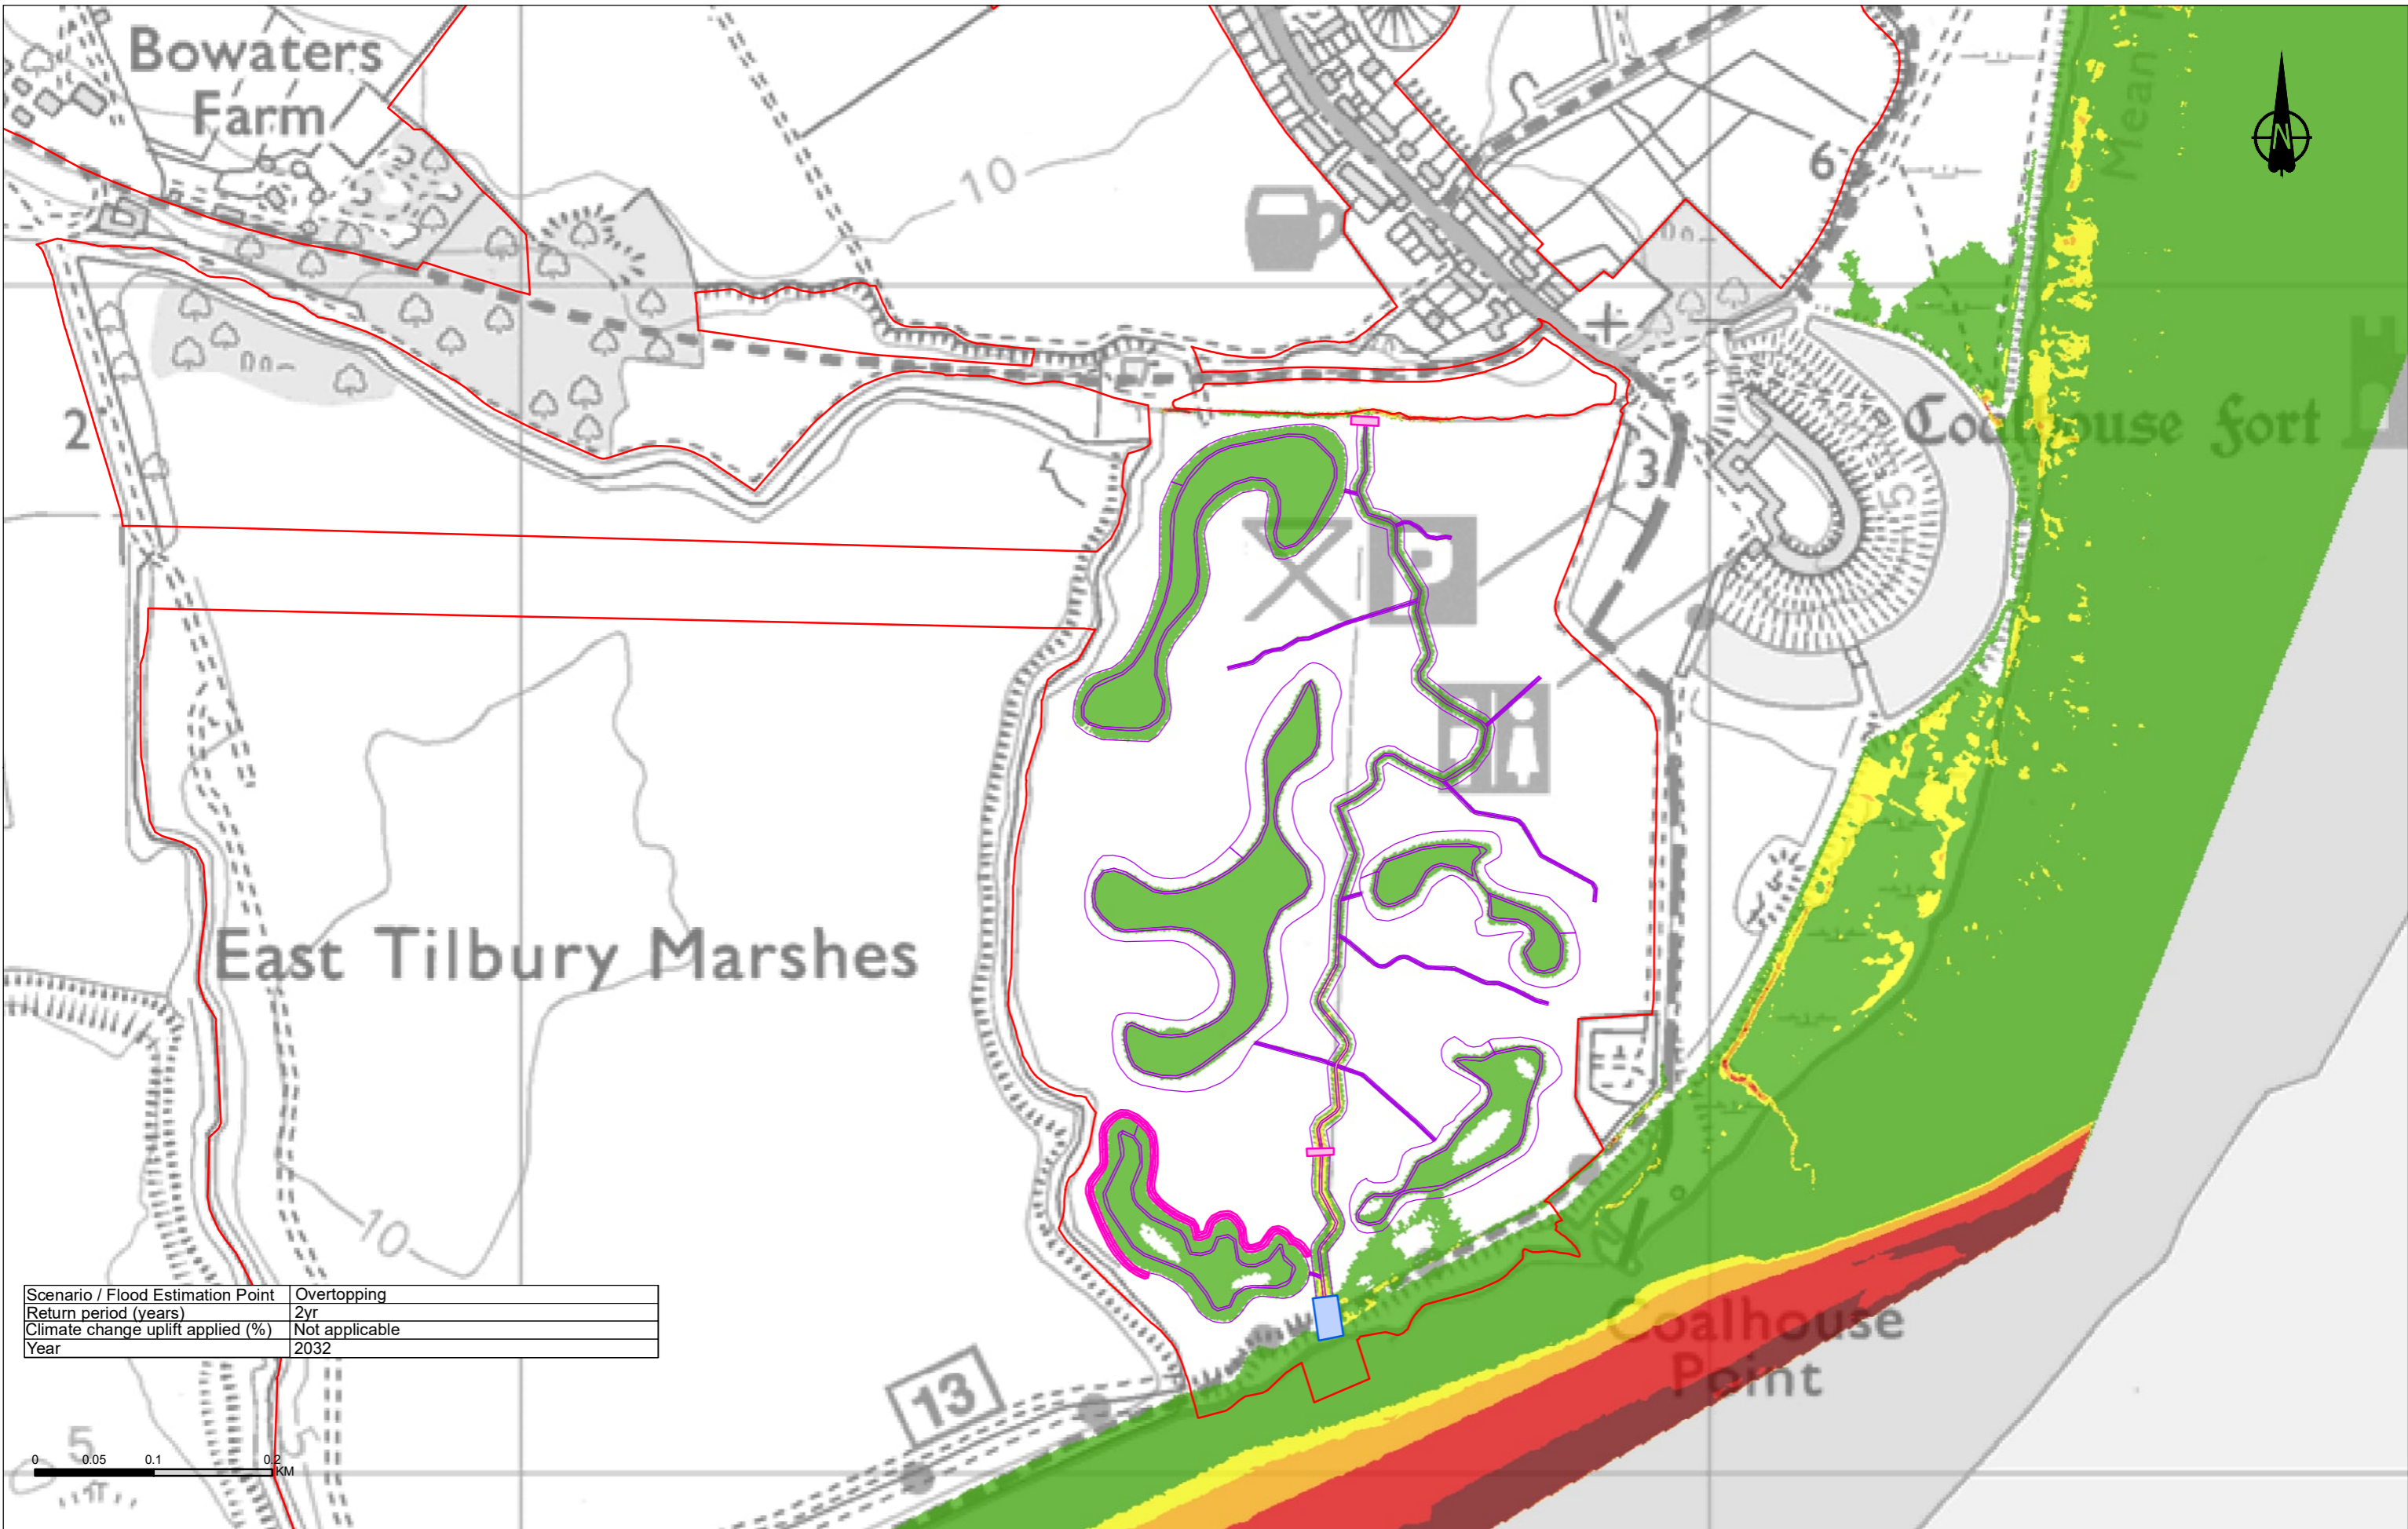 Bowaters
Farm
Mean
N
10
6
2
3
P
Coalhouse Fort
East Tilbury Marshes
10
Coalhouse
Point
13
5
Scenario / Flood Estimation Point Overtopping
Return period (years) 2yr
Climate change uplift applied (%) Not applicable
Year 2032
0 0.05 0.1 0.2
KM